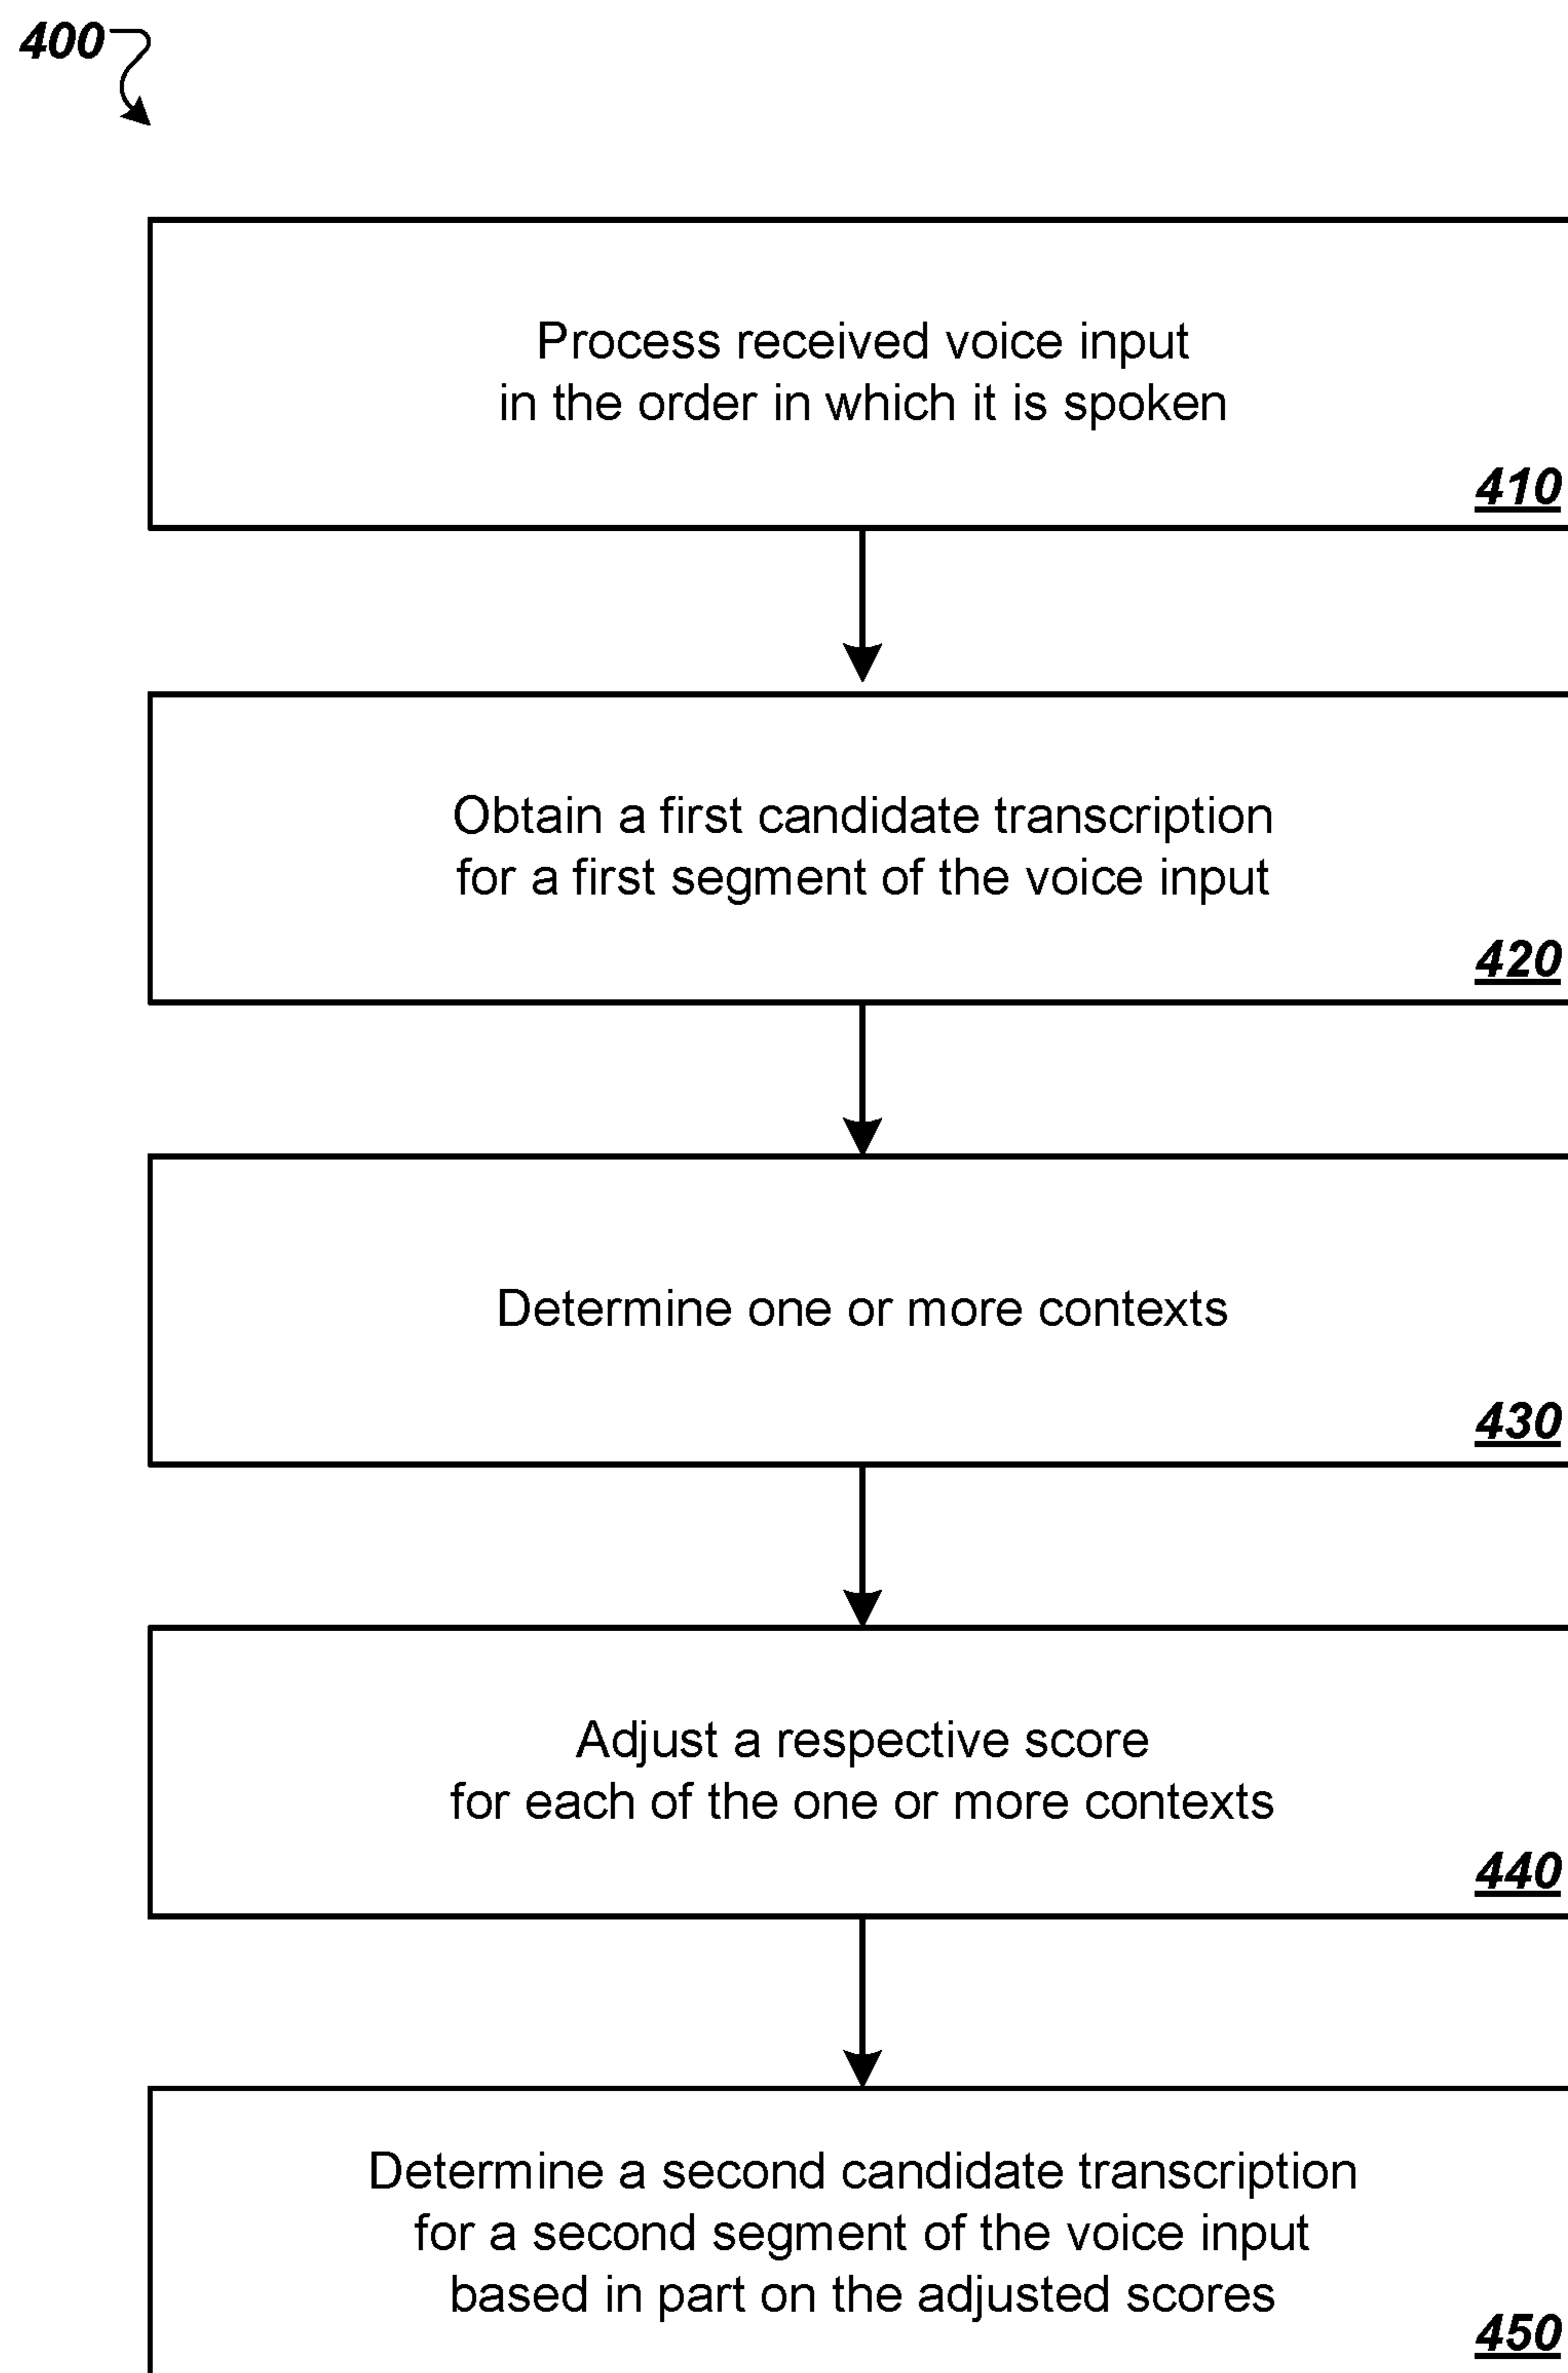 400
Process received voice input
in the order in which it is spoken
410
Obtain a first candidate transcription
for a first segment of the voice input
420
Determine one or more contexts
430
Adjust a respective score
for each of the one or more contexts
440
Determine a second candidate transcription
for a second segment of the voice input
based in part on the adjusted scores
450